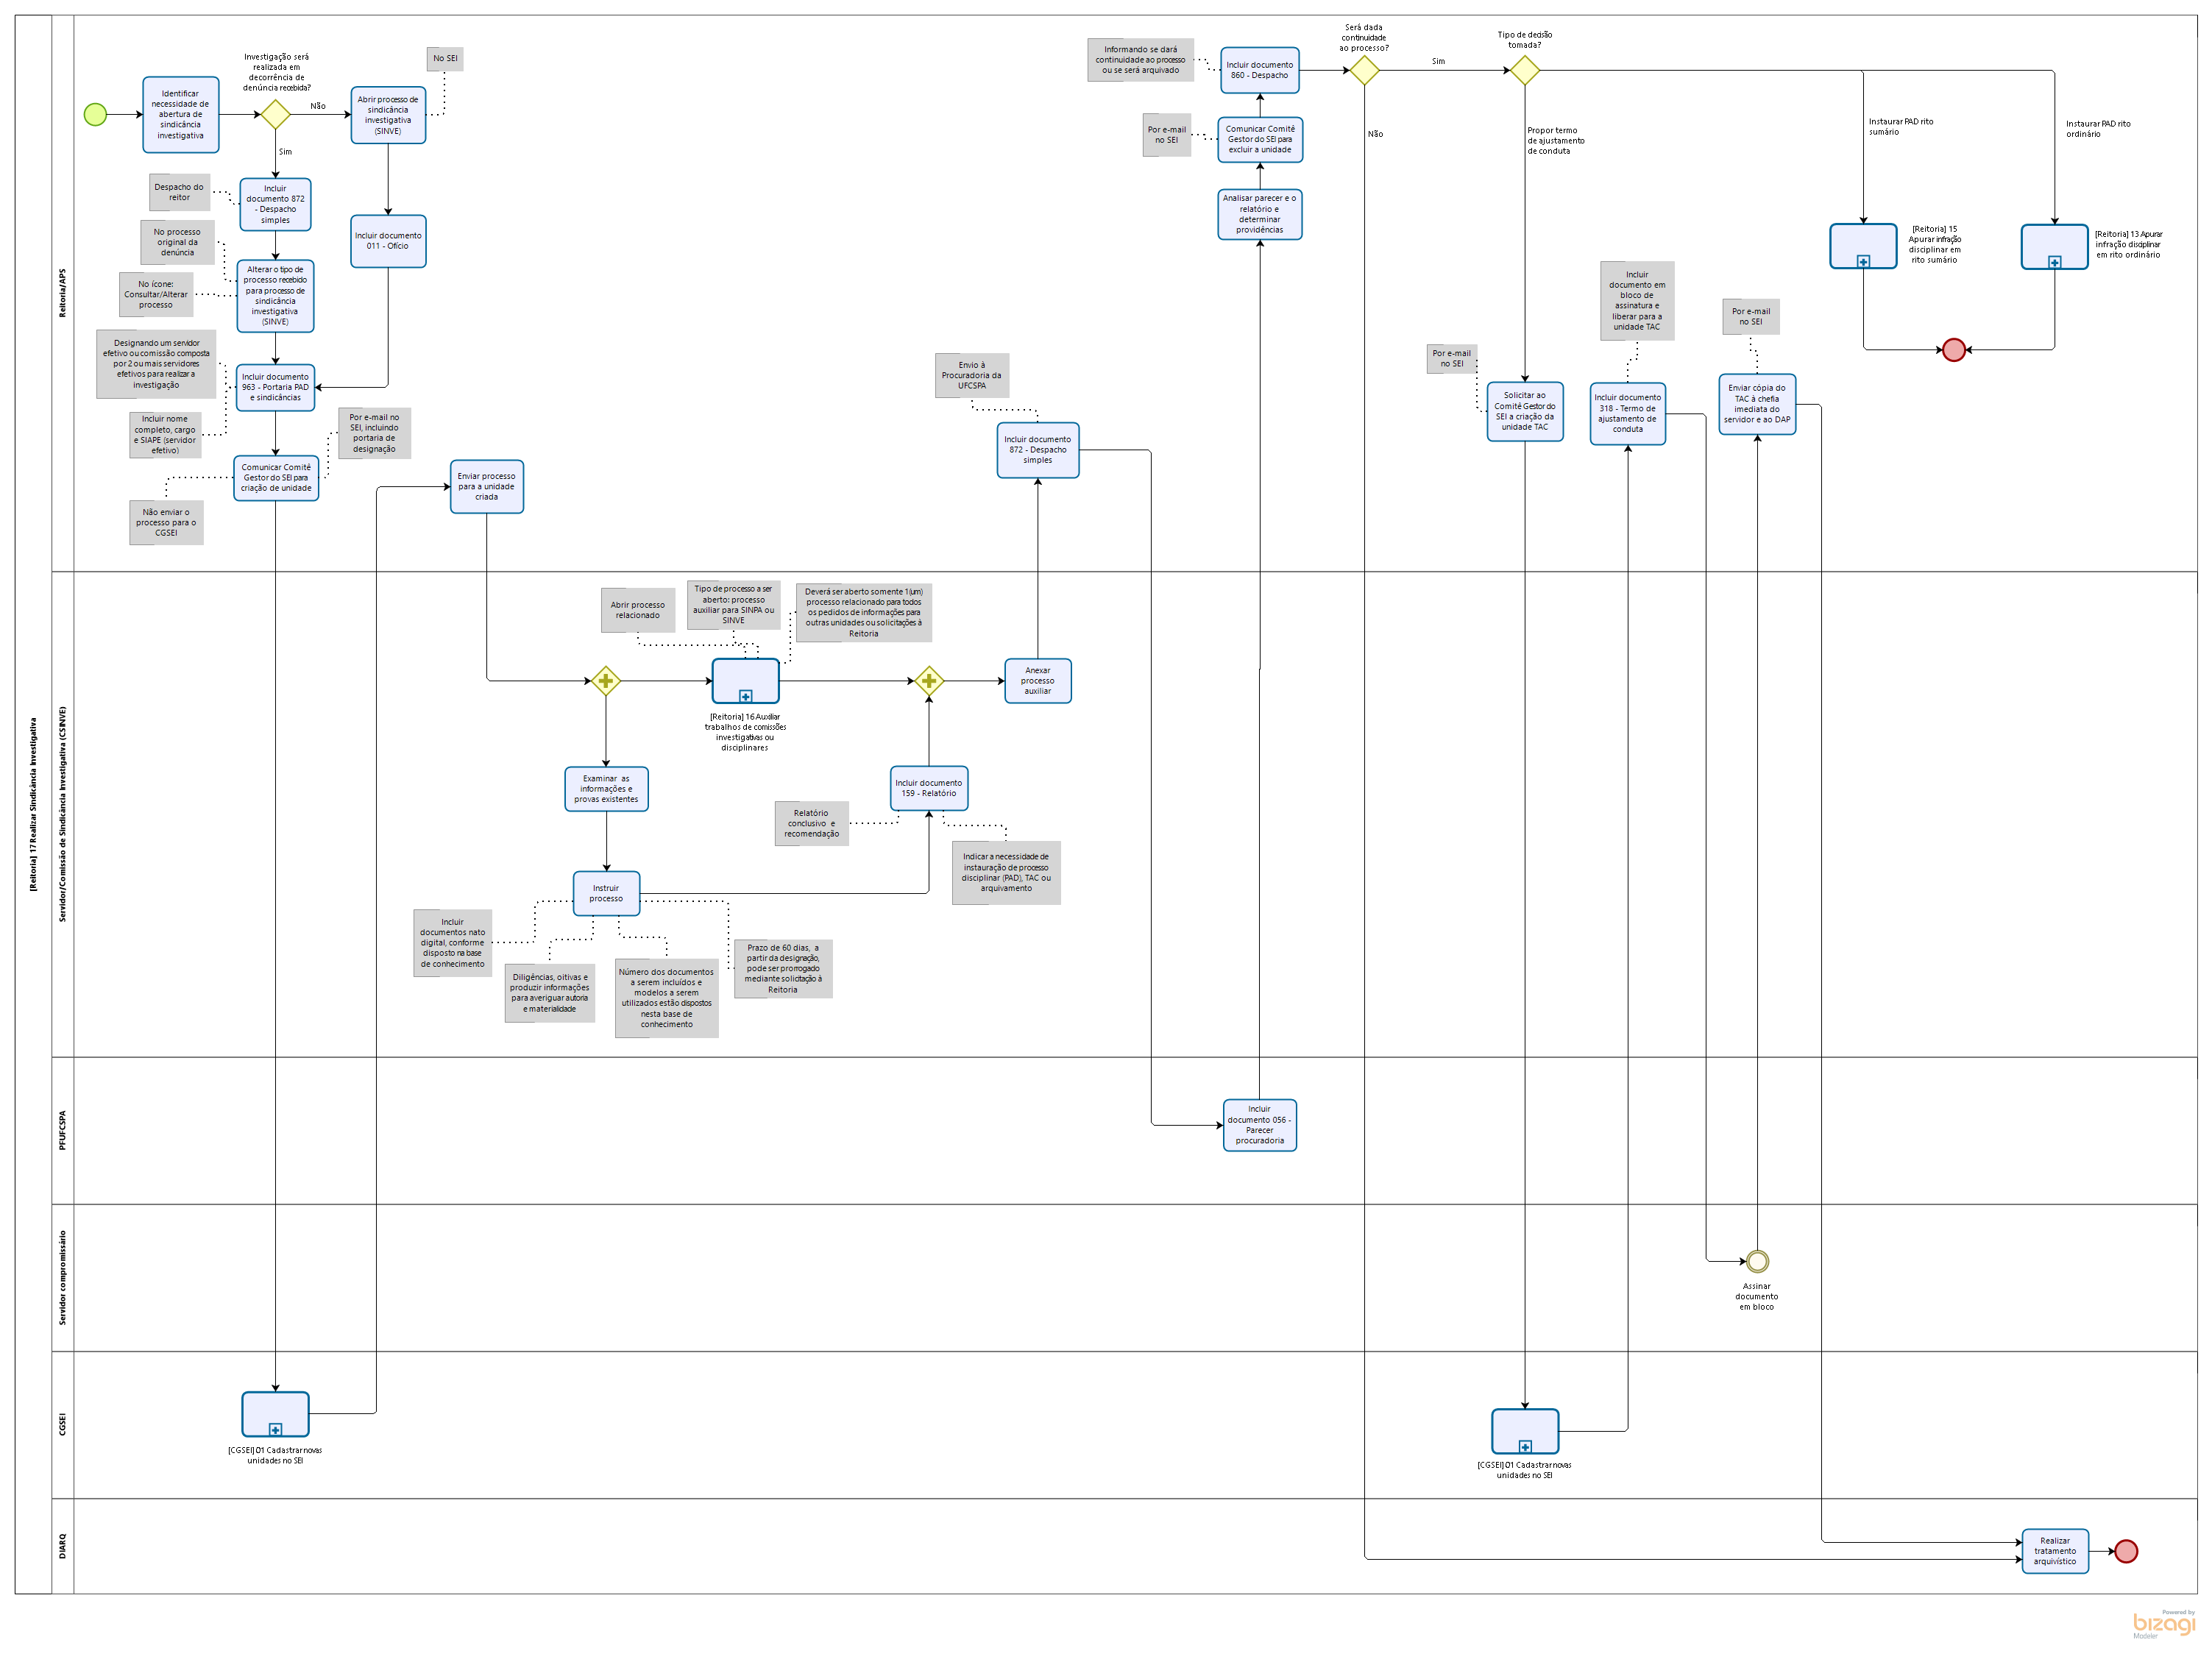 [Reitoria] 17 Realizar Sindicância Investigativa
Reitoria/APS
Identificar
necessidade de
abertura de
sindicância
investigativa
Investigação será
realizada em
decorrência de
denúncia recebida?
Não
Sim
Abrir processo de
sindicância
investigativa
(SINVE)
No SEI
Incluir documento
011 - Ofício
Despacho do
reitor
Incluir
documento 872
- Despacho
simples
No processo
original da
denúncia
No ícone:
Consultar/Alterar
processo
Alterar o tipo de
processo recebido
para processo de
sindicância
investigativa
(SINVE)
Designando um servidor
efetivo ou comissão composta
por 2 ou mais servidores
efetivos para realizar a
investigação
Incluir documento
963 - Portaria PAD
e sindicâncias
Incluir nome
completo, cargo
e SIAPE (servidor
efetivo)
Por e-mail no
SEI, incluindo
portaria de
designação
Comunicar Comitê
Gestor do SEI para
criação de unidade
Não enviar o
processo para o
CGSEI
Enviar processo
para a unidade
criada
Envio à
Procuradoria da
UFCSPA
Incluir documento
872 - Despacho
simples
Informando se dará
continuidade ao processo
ou se será arquivado
Incluir documento
860 - Despacho
Por e-mail
no SEI
Comunicar Comitê
Gestor do SEI para
excluir a unidade
Analisar parecer e o
relatório e
determinar
providências
Será dada
continuidade
ao processo?
Sim
Não
Tipo de decisão
tomada?
Propor termo
de ajustamento
de conduta
Instaurar PAD rito
sumário
Instaurar PAD rito
ordinário
[Reitoria] 15
Apurar infração
disciplinar em
rito sumário
[Reitoria] 13 Apurar
infração disciplinar
em rito ordinário
Por e-mail
no SEI
Solicitar ao
Comitê Gestor do
SEI a criação da
unidade TAC
Incluir
documento em
bloco de
assinatura e
liberar para a
unidade TAC
Incluir documento
318 - Termo de
ajustamento de
conduta
Por e-mail
no SEI
Enviar cópia do
TAC à chefia
imediata do
servidor e ao DAP
Servidor/Comissão de Sindicância Investigativa (CSINVE)
Abrir processo
relacionado
Tipo de processo a ser
aberto: processo
auxiliar para SINPA ou
SINVE
Deverá ser aberto somente 1(um)
processo relacionado para todos
os pedidos de informações para
outras unidades ou solicitações à
Reitoria
[Reitoria] 16 Auxiliar
trabalhos de comissões
investigativas ou
disciplinares
Anexar
processo
auxiliar
Examinar as
informações e
provas existentes
Incluir documento
159 - Relatório
Relatório
conclusivo e
recomendação
Indicar a necessidade de
instauração de processo
disciplinar (PAD), TAC ou
arquivamento
Instruir
processo
Incluir
documentos nato
digital, conforme
disposto na base
de conhecimento
Diligências, oitivas e
produzir informações
para averiguar autoria
e materialidade
Número dos documentos
a serem incluídos e
modelos a serem
utilizados estão dispostos
nesta base de
conhecimento
Prazo de 60 dias, a
partir da designação,
pode ser prorrogado
mediante solicitação à
Reitoria
PFUFCSPA
Incluir
documento 056 -
Parecer
procuradoria
Servidor compromissário
Assinar
documento
em bloco
CGSEI
[CGSEI] 01 Cadastrar novas
unidades no SEI
[CGSEI] 01 Cadastrar novas
unidades no SEI
DIARQ
Realizar
tratamento
arquivístico
Powered by
bizagi
Modeler